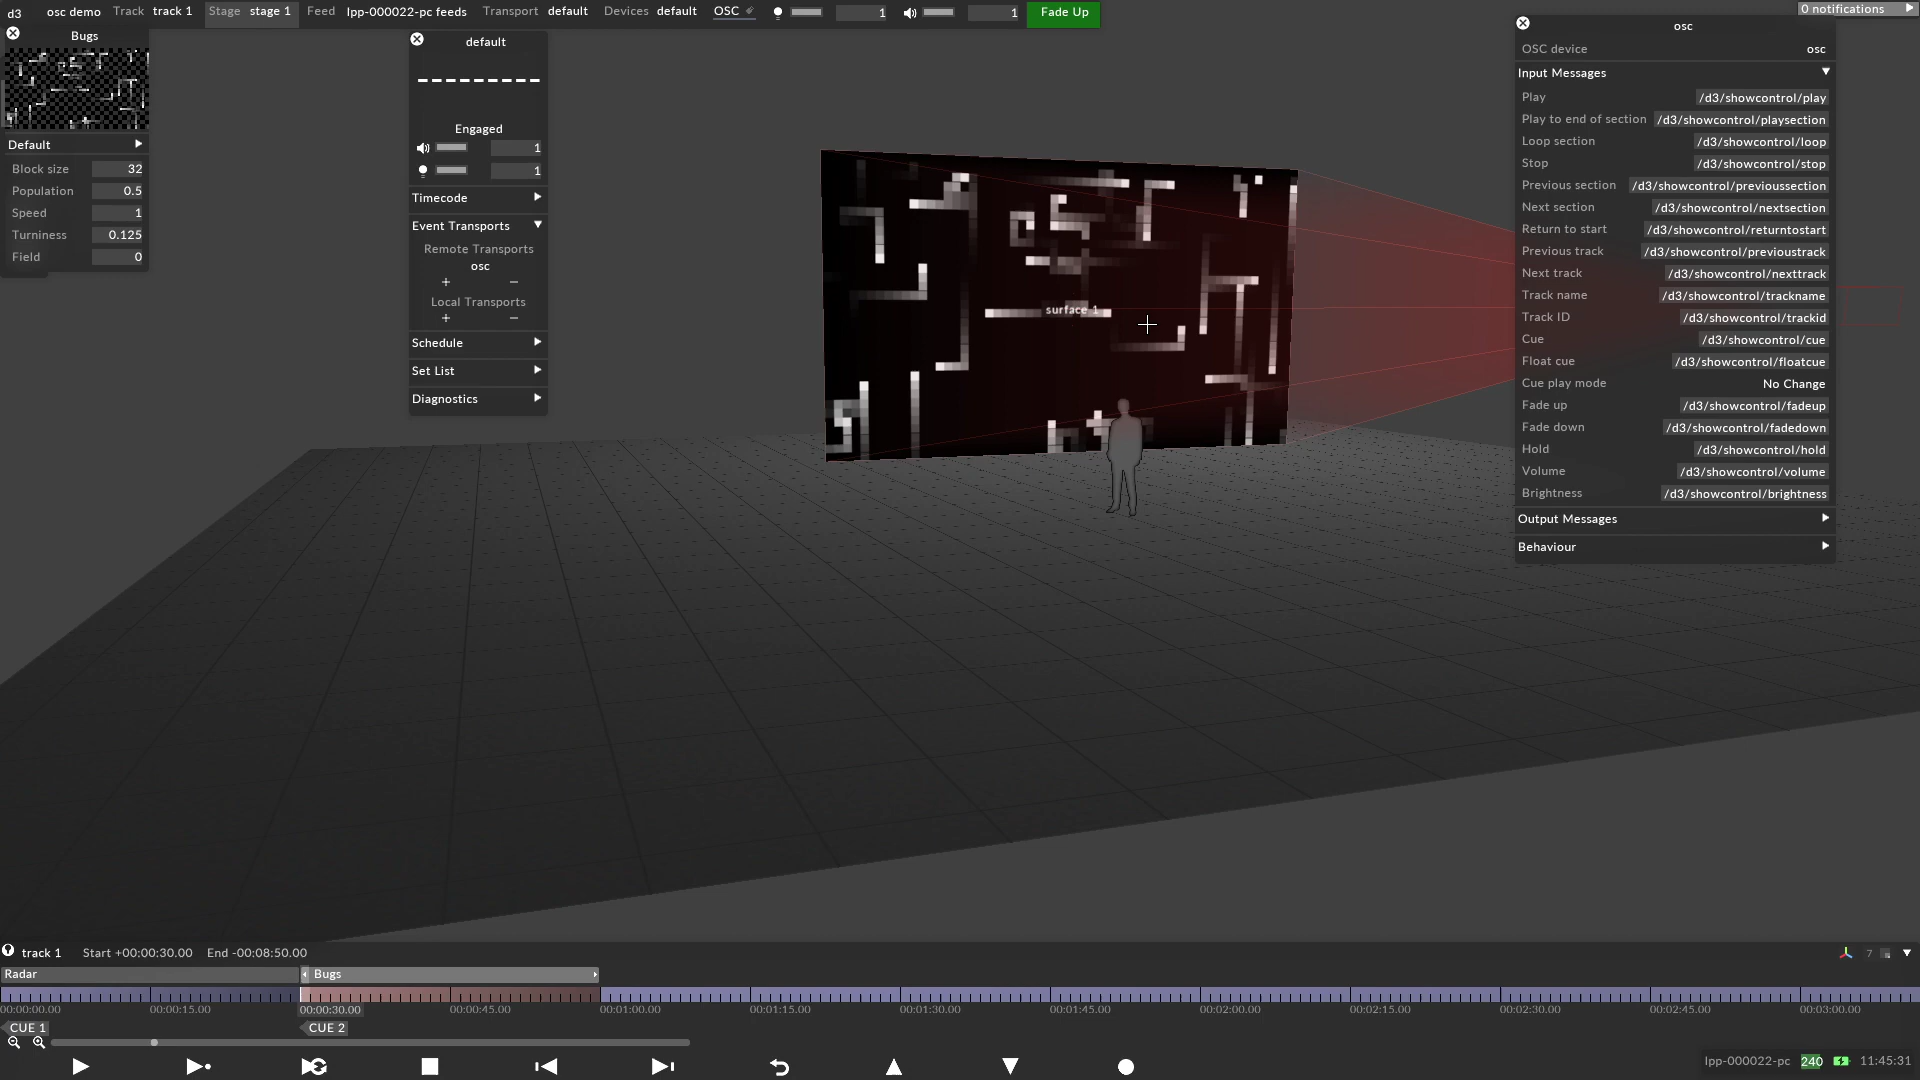 d3 osc demo Track track 1 Stage stage 1 Feed lpp-000022-pc feeds Transport default Devices default OSC 1 1 Fade Up 0 notifications
Bugs
Default
Block size 32
Population 0.5
Speed 1
Turniness 0.125
Field 0
default
Engaged
1
1
Timecode
Event Transports
Remote Transports
osc
+ −
Local Transports
+ −
Schedule
Set List
Diagnostics
surface 1
osc
OSC device osc
Input Messages
Play /d3/showcontrol/play
Play to end of section /d3/showcontrol/playsection
Loop section /d3/showcontrol/loop
Stop /d3/showcontrol/stop
Previous section /d3/showcontrol/previoussection
Next section /d3/showcontrol/nextsection
Return to start /d3/showcontrol/returntostart
Previous track /d3/showcontrol/previoustrack
Next track /d3/showcontrol/nexttrack
Track name /d3/showcontrol/trackname
Track ID /d3/showcontrol/trackid
Cue /d3/showcontrol/cue
Float cue /d3/showcontrol/floatcue
Cue play mode No Change
Fade up /d3/showcontrol/fadeup
Fade down /d3/showcontrol/fadedown
Hold /d3/showcontrol/hold
Volume /d3/showcontrol/volume
Brightness /d3/showcontrol/brightness
Output Messages
Behaviour
track 1 Start +00:00:30.00 End -00:08:50.00 7
Radar Bugs
00:00:00.00 00:00:15.00 00:00:30.00 00:00:45.00 00:01:00.00 00:01:15.00 00:01:30.00 00:01:45.00 00:02:00.00 00:02:15.00 00:02:30.00 00:02:45.00 00:03:00.00
CUE 1 CUE 2
lpp-000022-pc 240 11:45:31